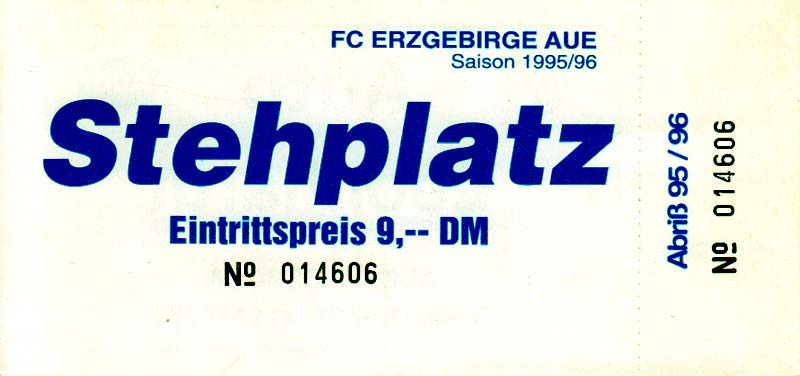 FC ERZGEBIRGE AUE
Saison 1995/96
Stehplatz
Eintrittspreis 9,-- DM
Nº 014606
Abriß 95/96
Nº 014606